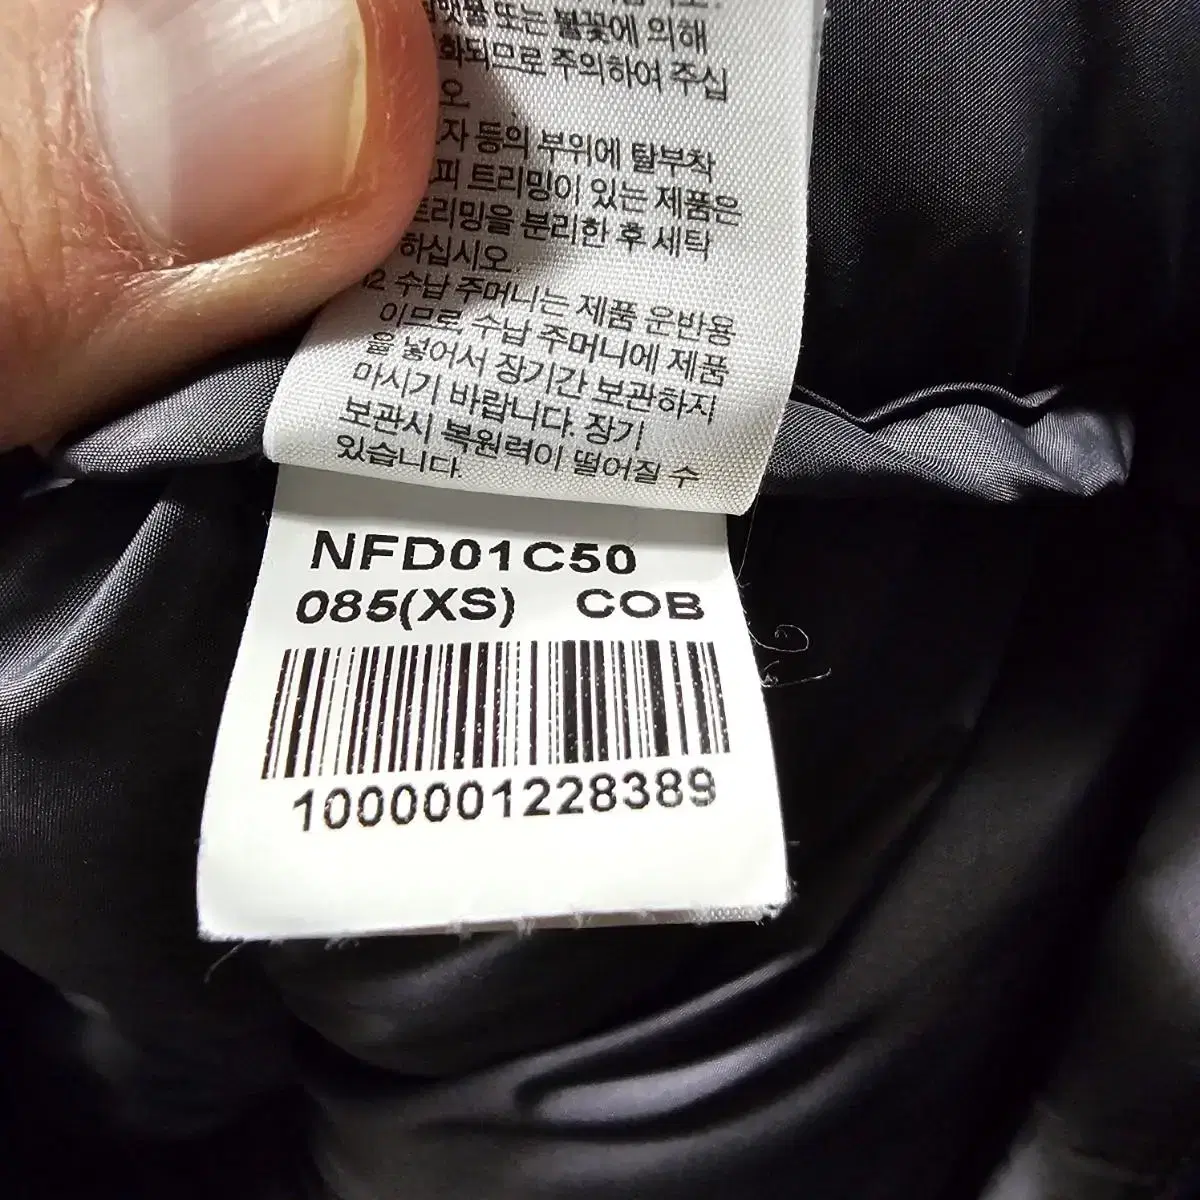 또는 불꽃에 의해
화되므로 주의하여 주십
오
자 등의 부위에 탈부착
피 트리밍이 있는 제품은
트리밍을 분리한 후 세탁
하십시오.
12 수납 주머니는 제품 운반용
이므로 수납 주머니에 제품
을 넣어서 장기간 보관하지
마시기 바랍니다. 장기
보관시 복원력이 떨어질 수
있습니다.
NFD01C50
085(XS) COB
1000001228389